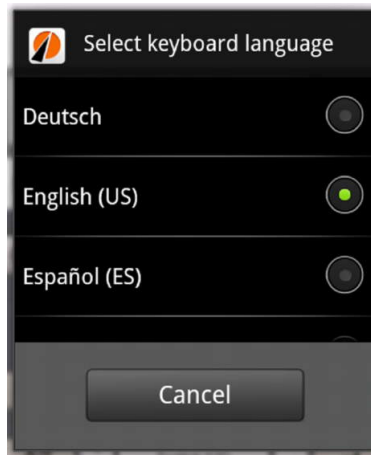 Select keyboard language
Deutsch
English (US)
Español (ES)
Cancel